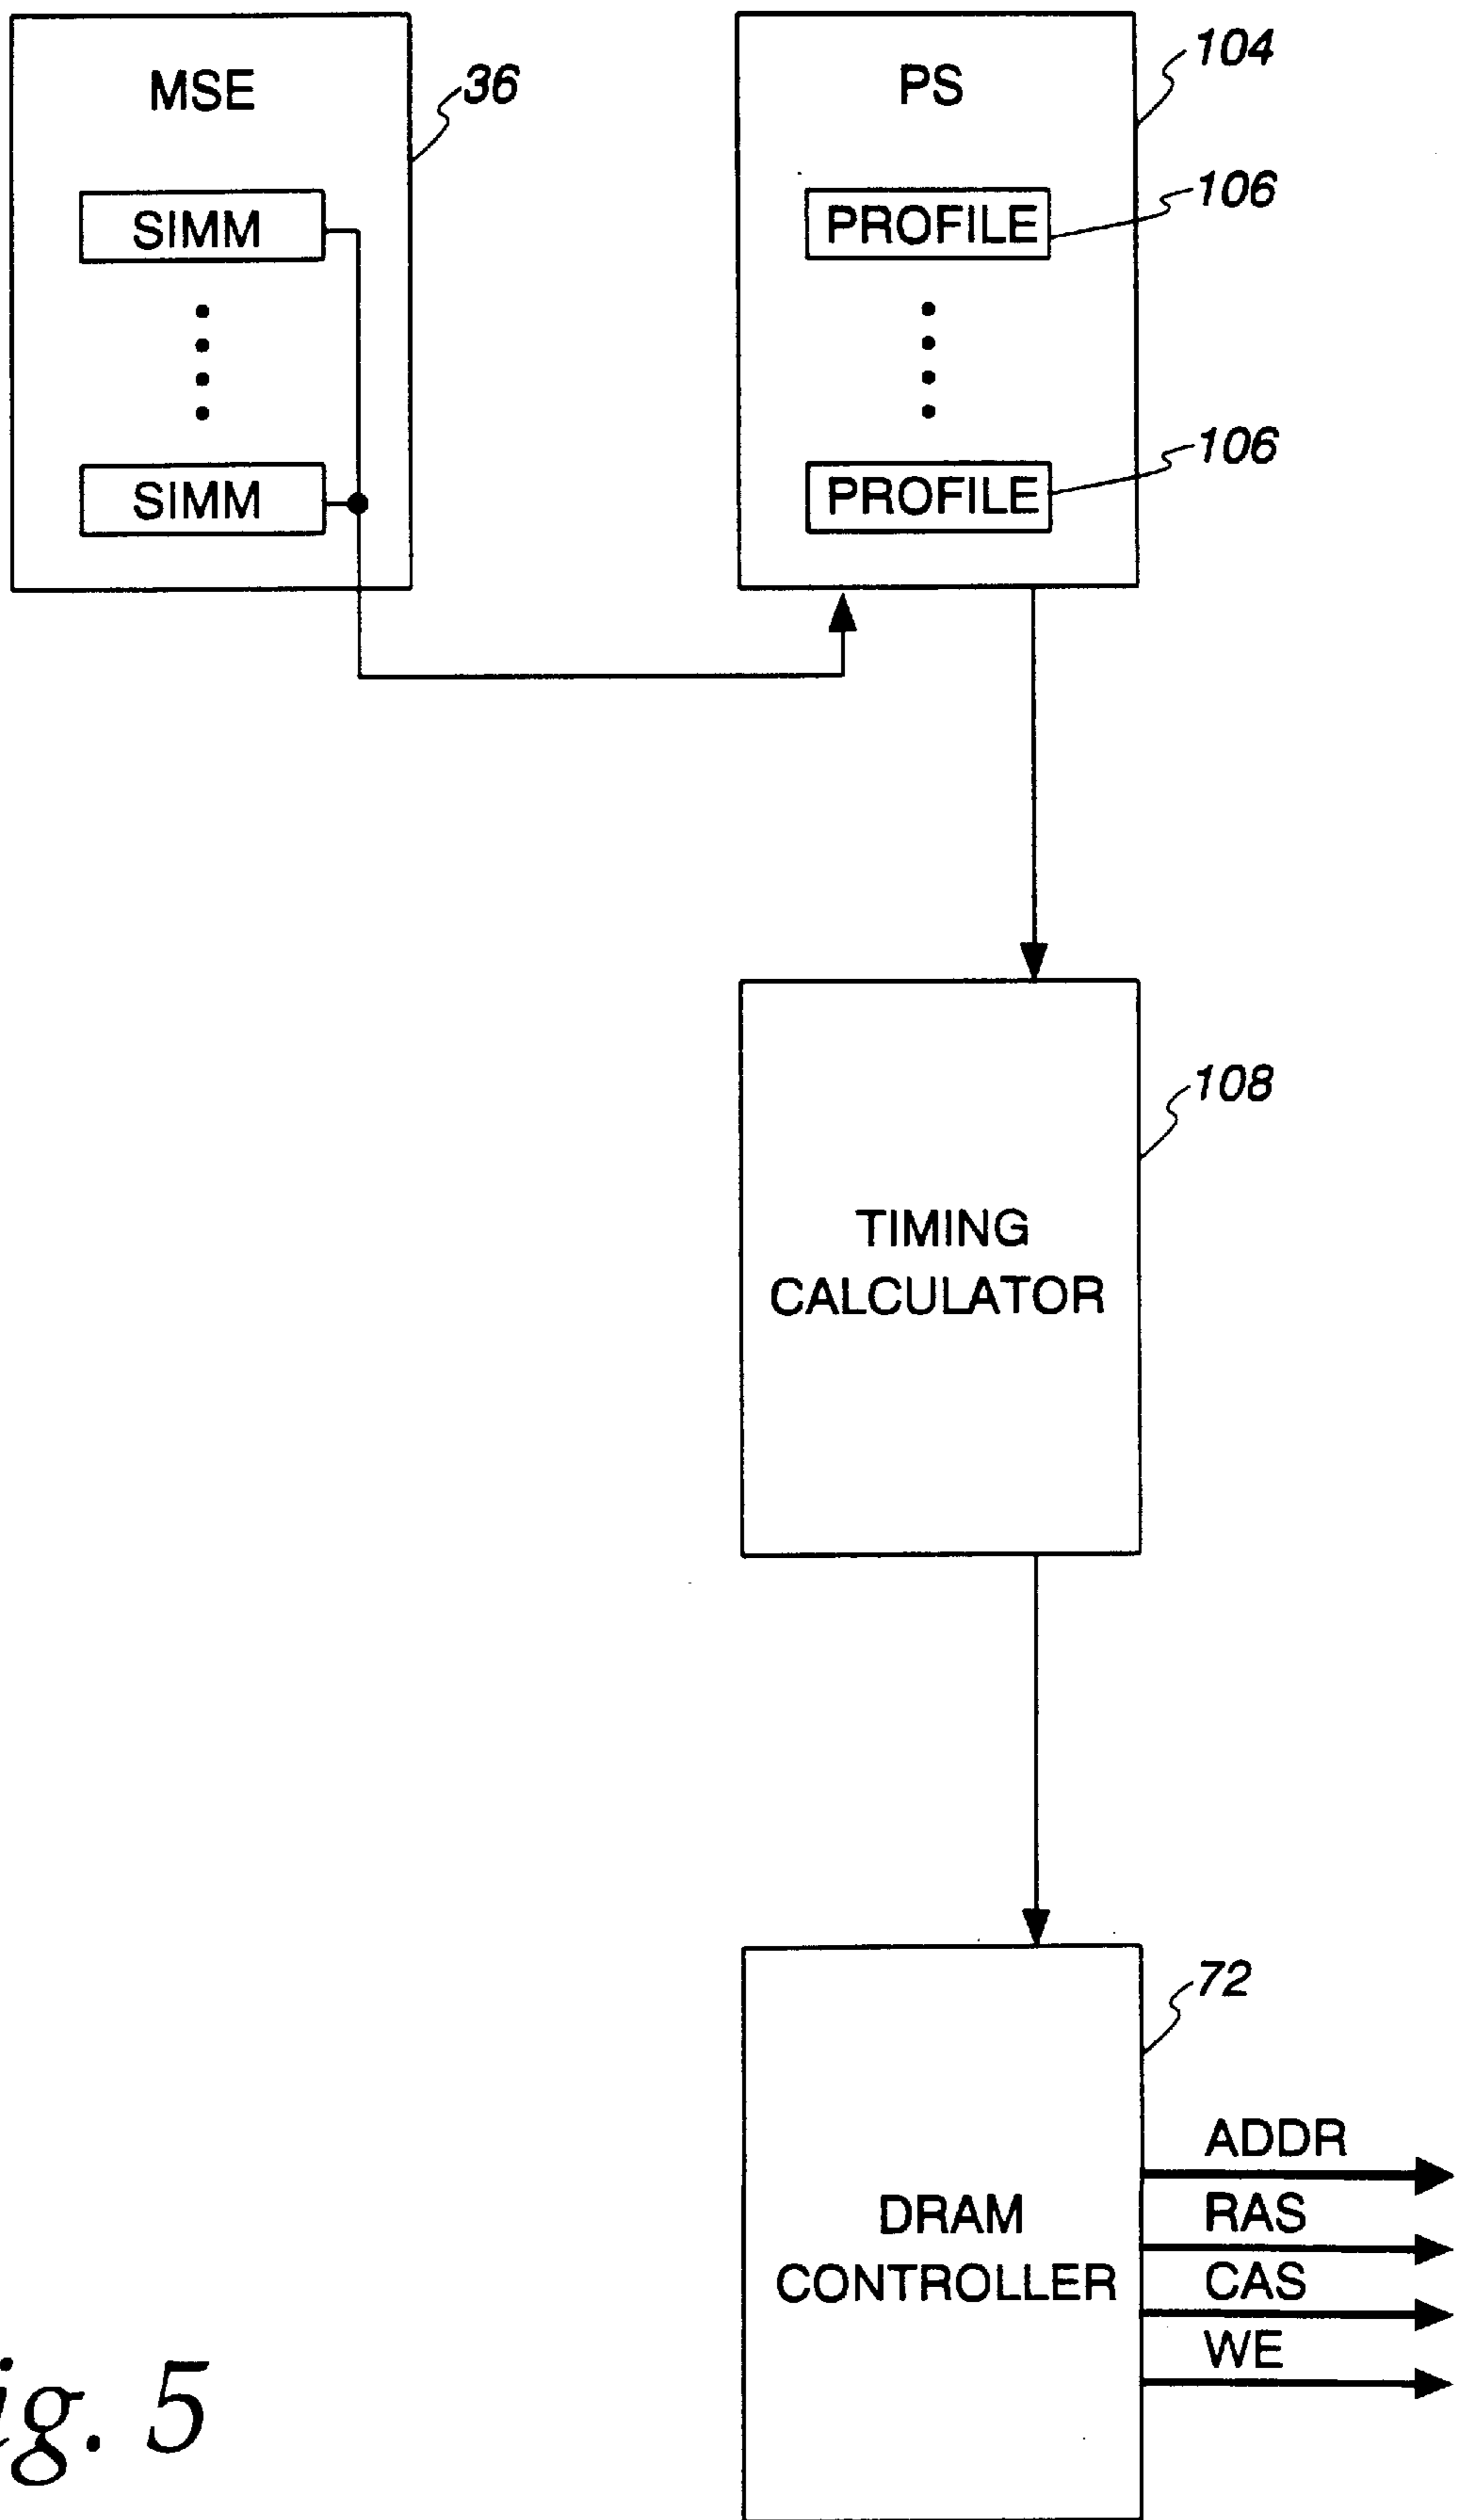 MSE
36
SIMM
SIMM
PS
104
PROFILE
106
PROFILE
106
TIMING
CALCULATOR
108
DRAM
CONTROLLER
72
ADDR
RAS
CAS
WE
ig. 5